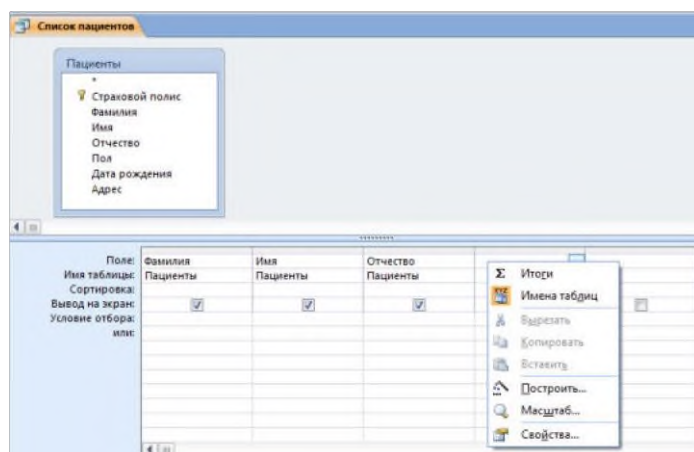 Список пациентов
Пациенты
*
Страховой полис
Фамилия
Имя
Отчество
Пол
Дата рождения
Адрес
Поле: Фамилия Имя Отчество
Имя таблицы: Пациенты Пациенты Пациенты
Сортировка:
Вывод на экран:
Условие отбора:
или:
Σ Итоги
XYZ Имена таблиц
Вырезать
Копировать
Вставить
Построить...
Масштаб...
Свойства...